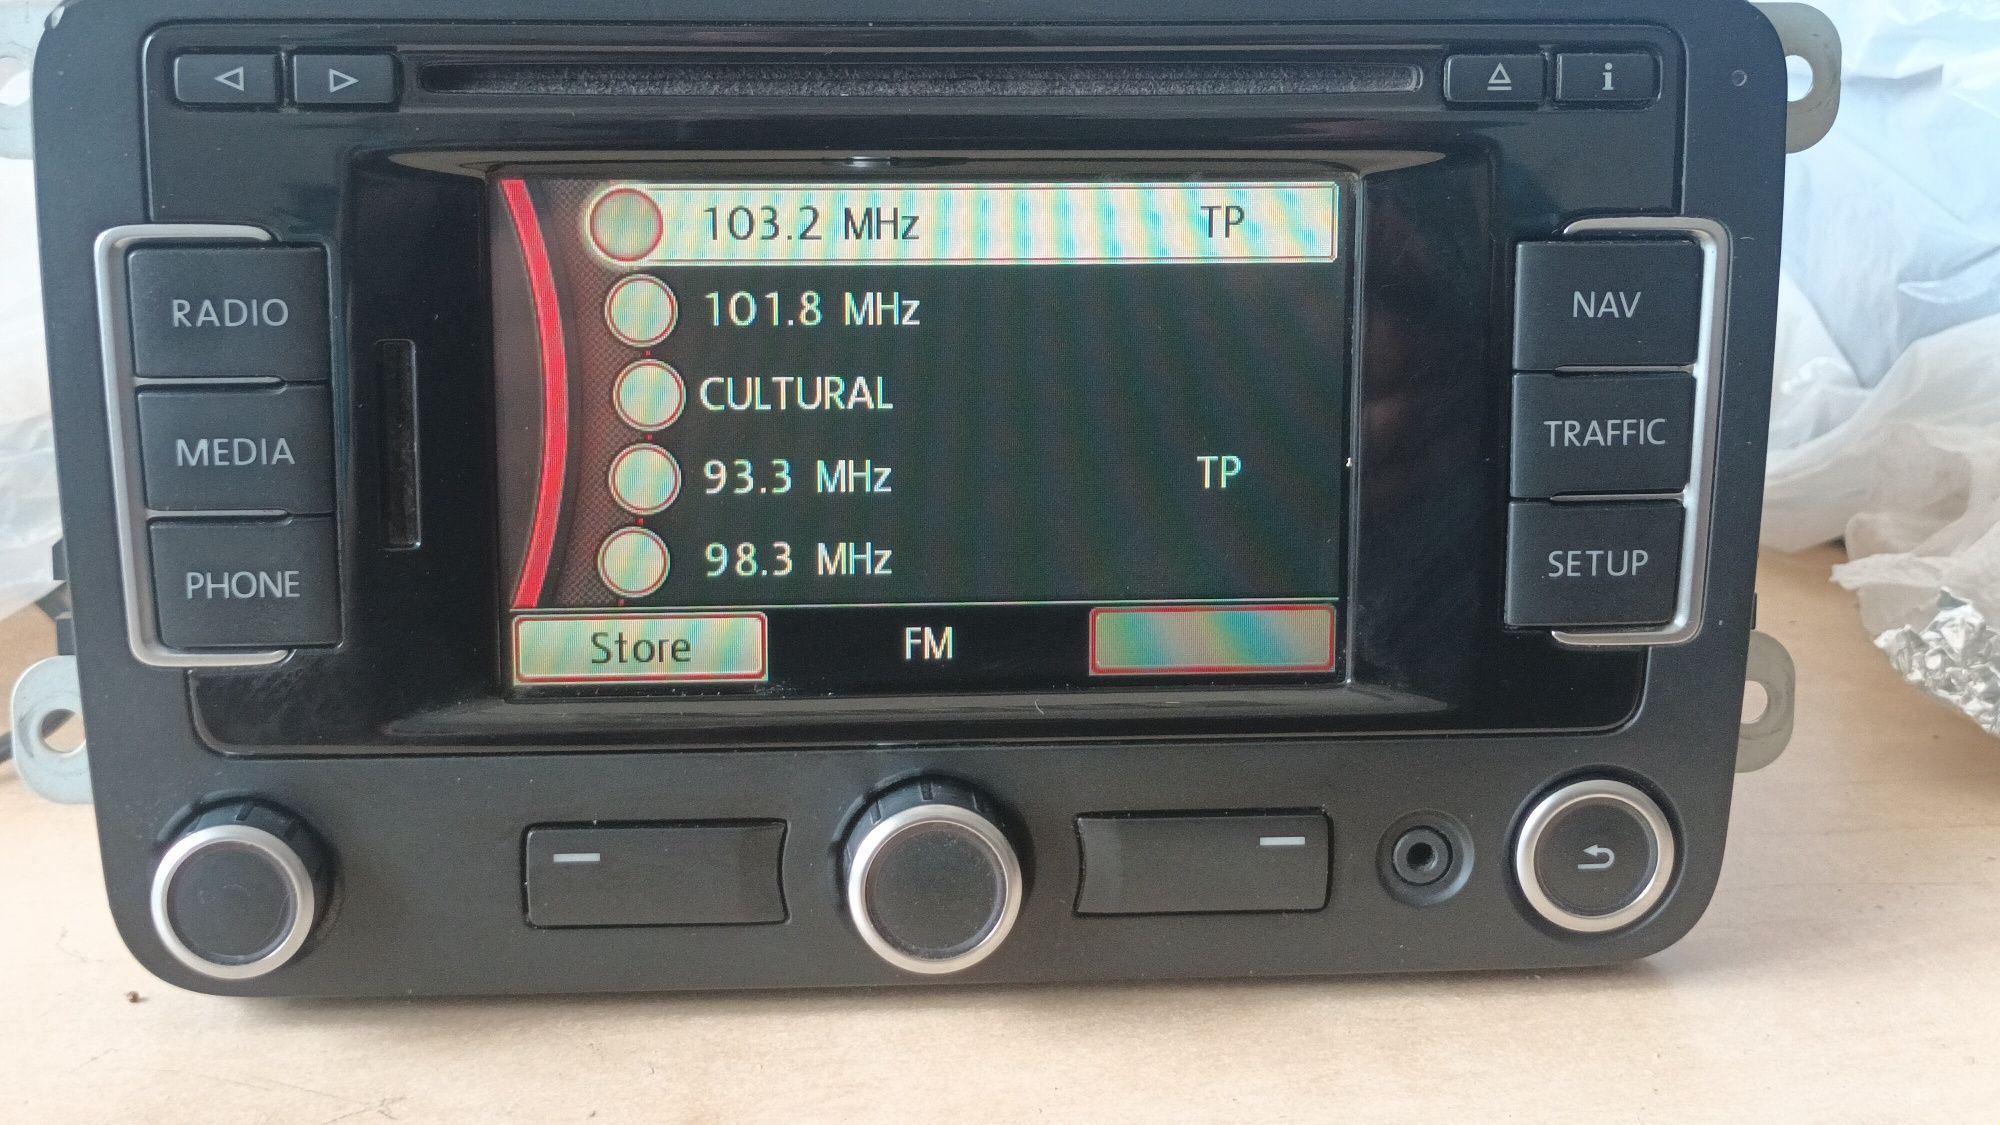 i
103.2 MHz TP
101.8 MHz
CULTURAL
93.3 MHz TP
98.3 MHz
Store FM
RADIO
MEDIA
PHONE
NAV
TRAFFIC
SETUP